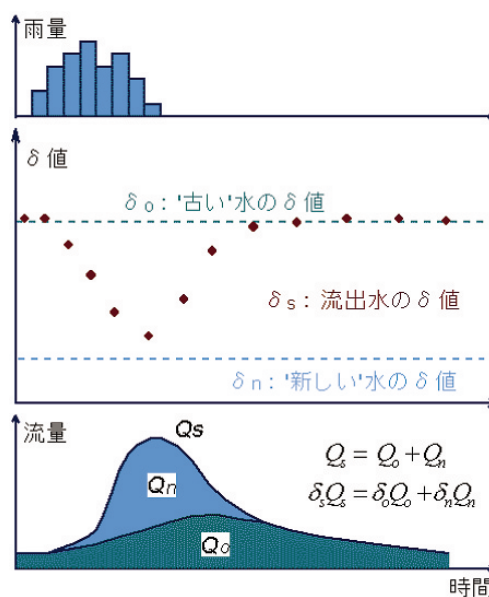 雨量
δ値
δo：'古い'水のδ値
δs：流出水のδ値
δn：'新しい'水のδ値
流量
Qs
Qn
Qo
Qs = Qo + Qn
δsQs = δoQo + δnQn
時間